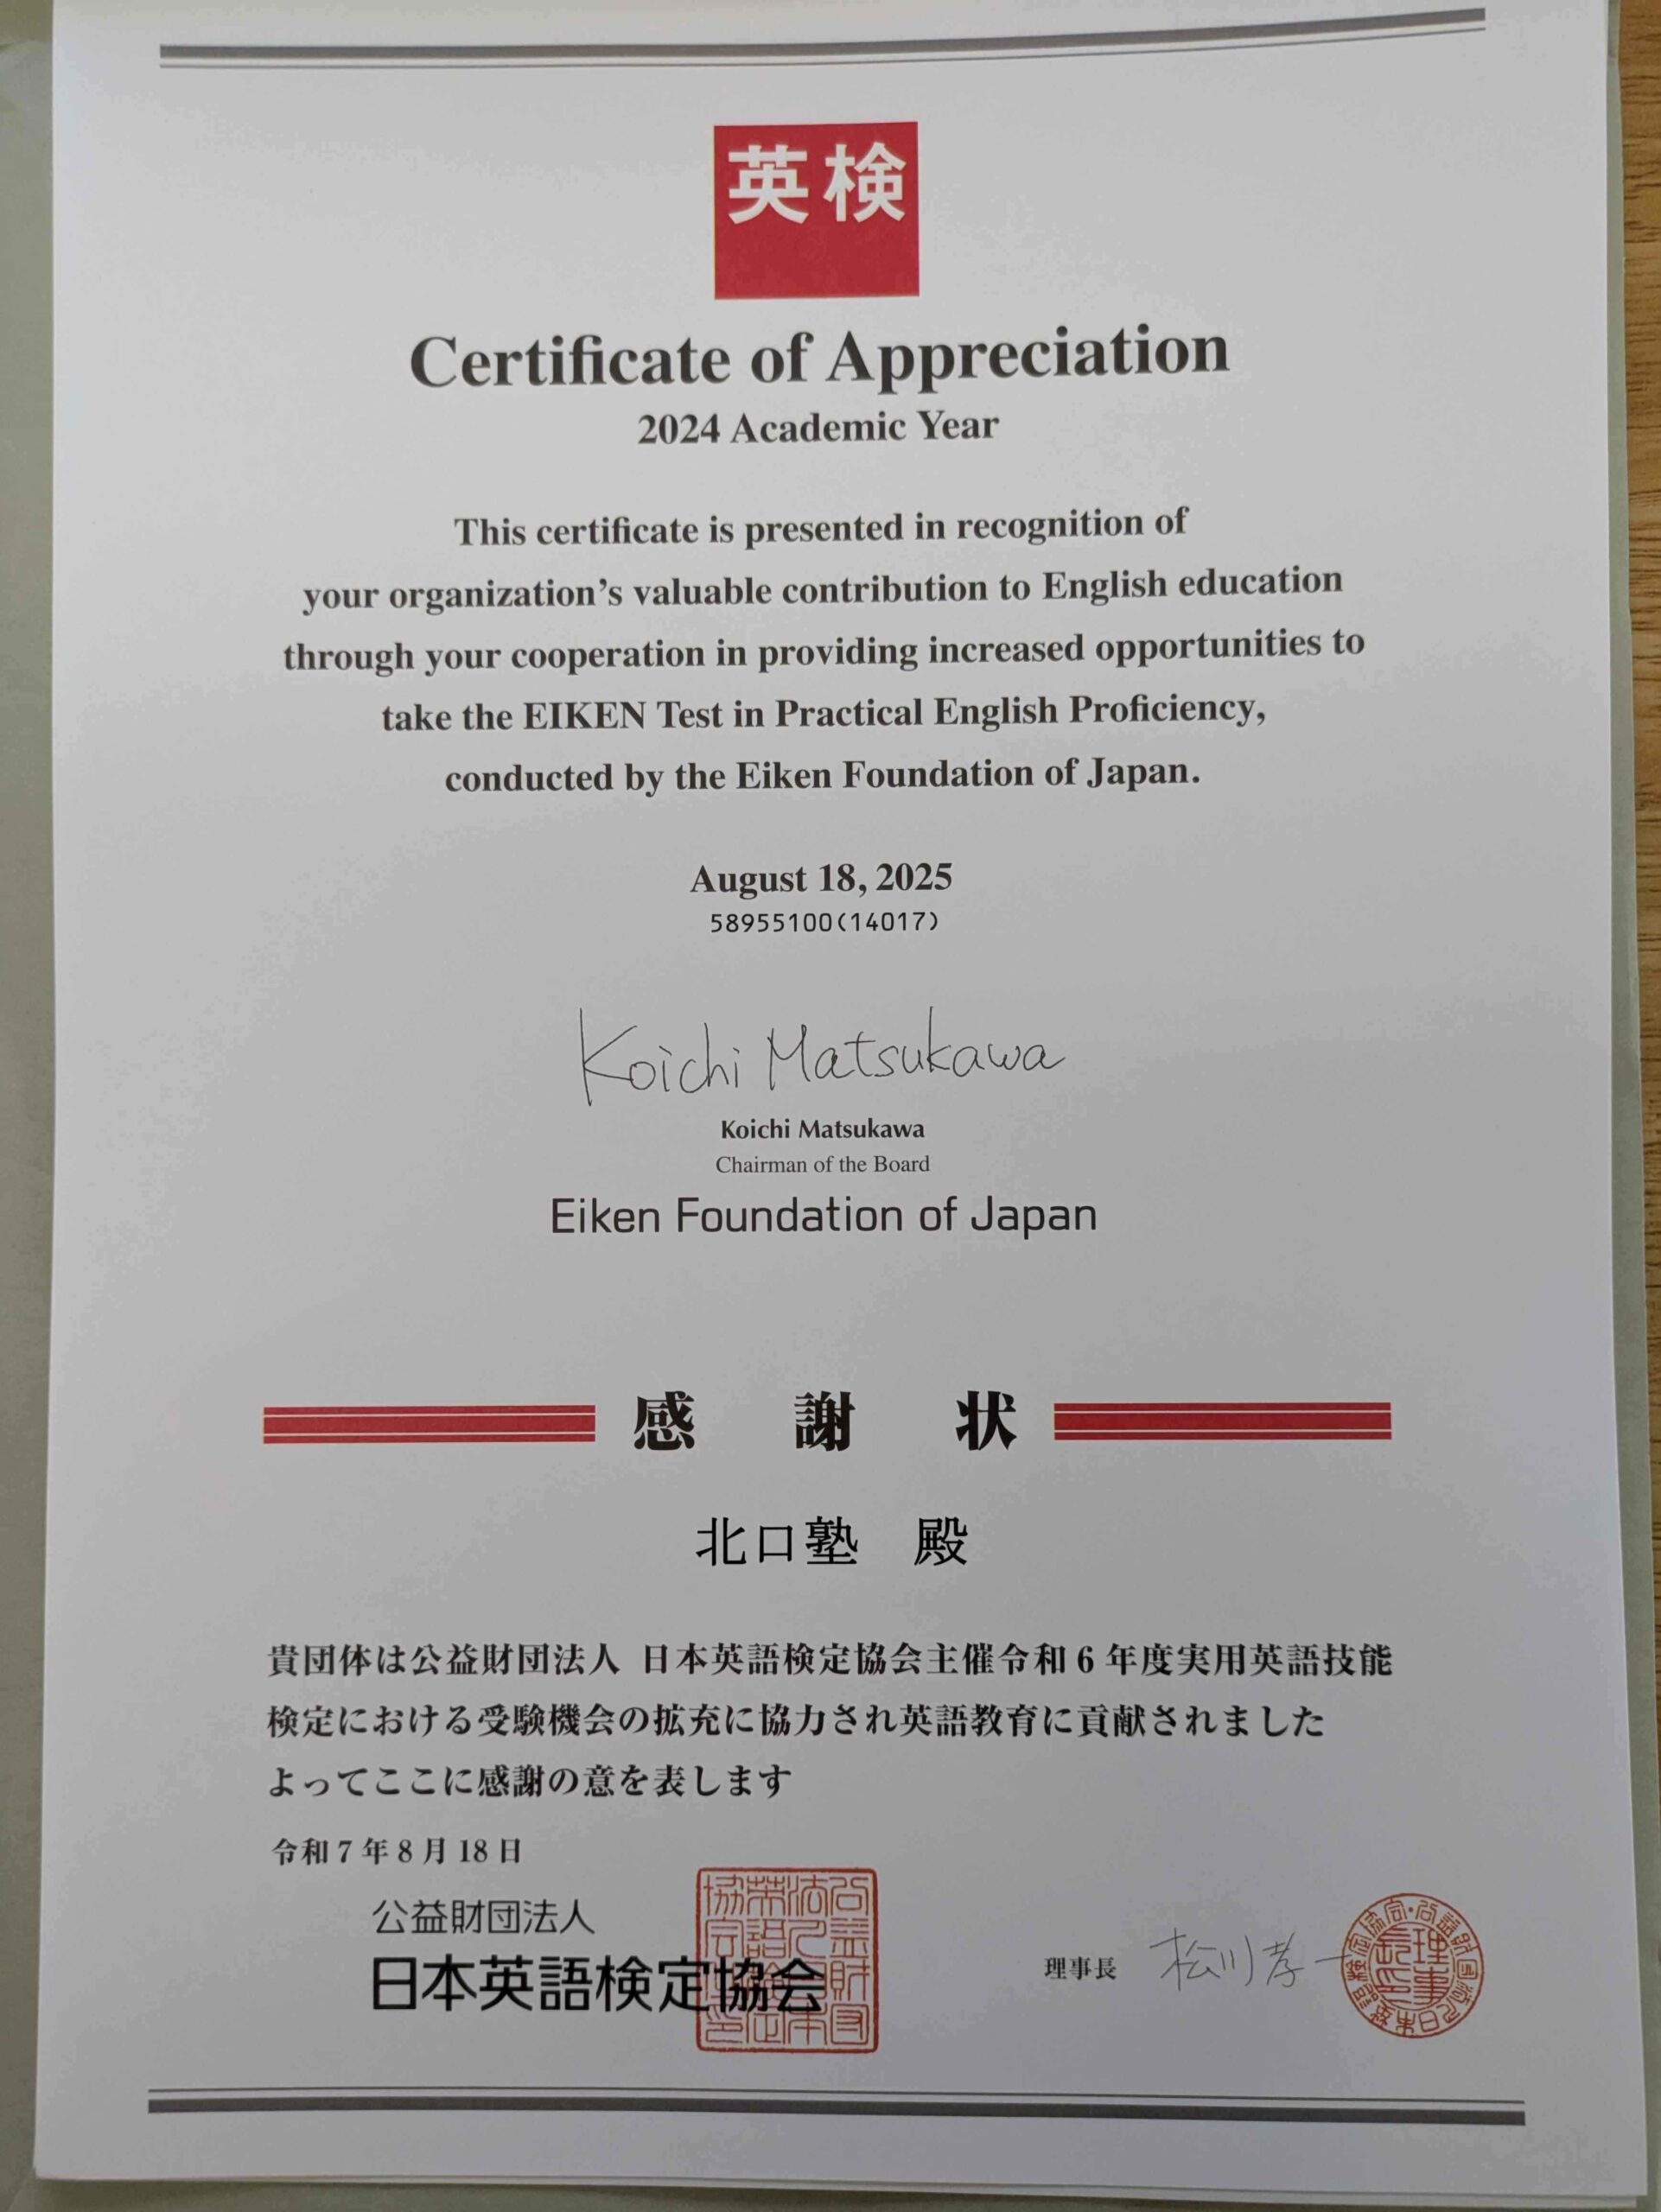 英検
Certificate of Appreciation
2024 Academic Year
This certificate is presented in recognition of
your organization's valuable contribution to English education
through your cooperation in providing increased opportunities to
take the EIKEN Test in Practical English Proficiency,
conducted by the Eiken Foundation of Japan.
August 18, 2025
58955100(14017)
Koichi Matsukawa
Koichi Matsukawa
Chairman of the Board
Eiken Foundation of Japan
感謝状
北口塾 殿
貴団体は公益財団法人 日本英語検定協会主催令和6年度実用英語技能
検定における受験機会の拡充に協力され英語教育に貢献されました
よってここに感謝の意を表します
令和7年8月18日
公益財団法人
日本英語検定協会
理事長 松川孝一